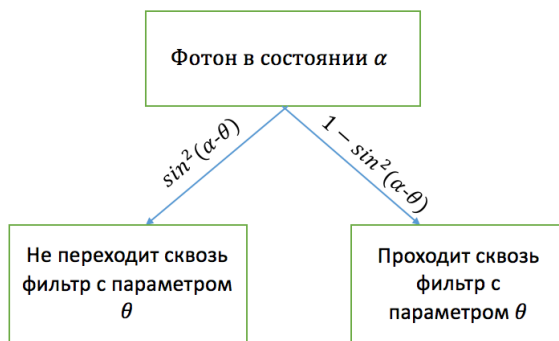 Фотон в состоянии α
sin²(α-θ)
1 − sin²(α-θ)
Не переходит сквозь
фильтр с параметром
θ
Проходит сквозь
фильтр с
параметром θ